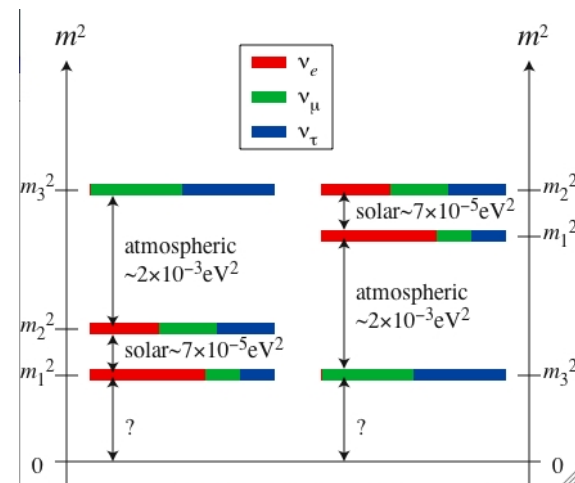 m²
m²
νₑ
ν_μ
ν_τ
m₃²
m₂²
solar~7×10⁻⁵eV²
m₁²
atmospheric
~2×10⁻³eV²
atmospheric
~2×10⁻³eV²
m₂²
solar~7×10⁻⁵eV²
m₁²
m₃²
?
?
0
0